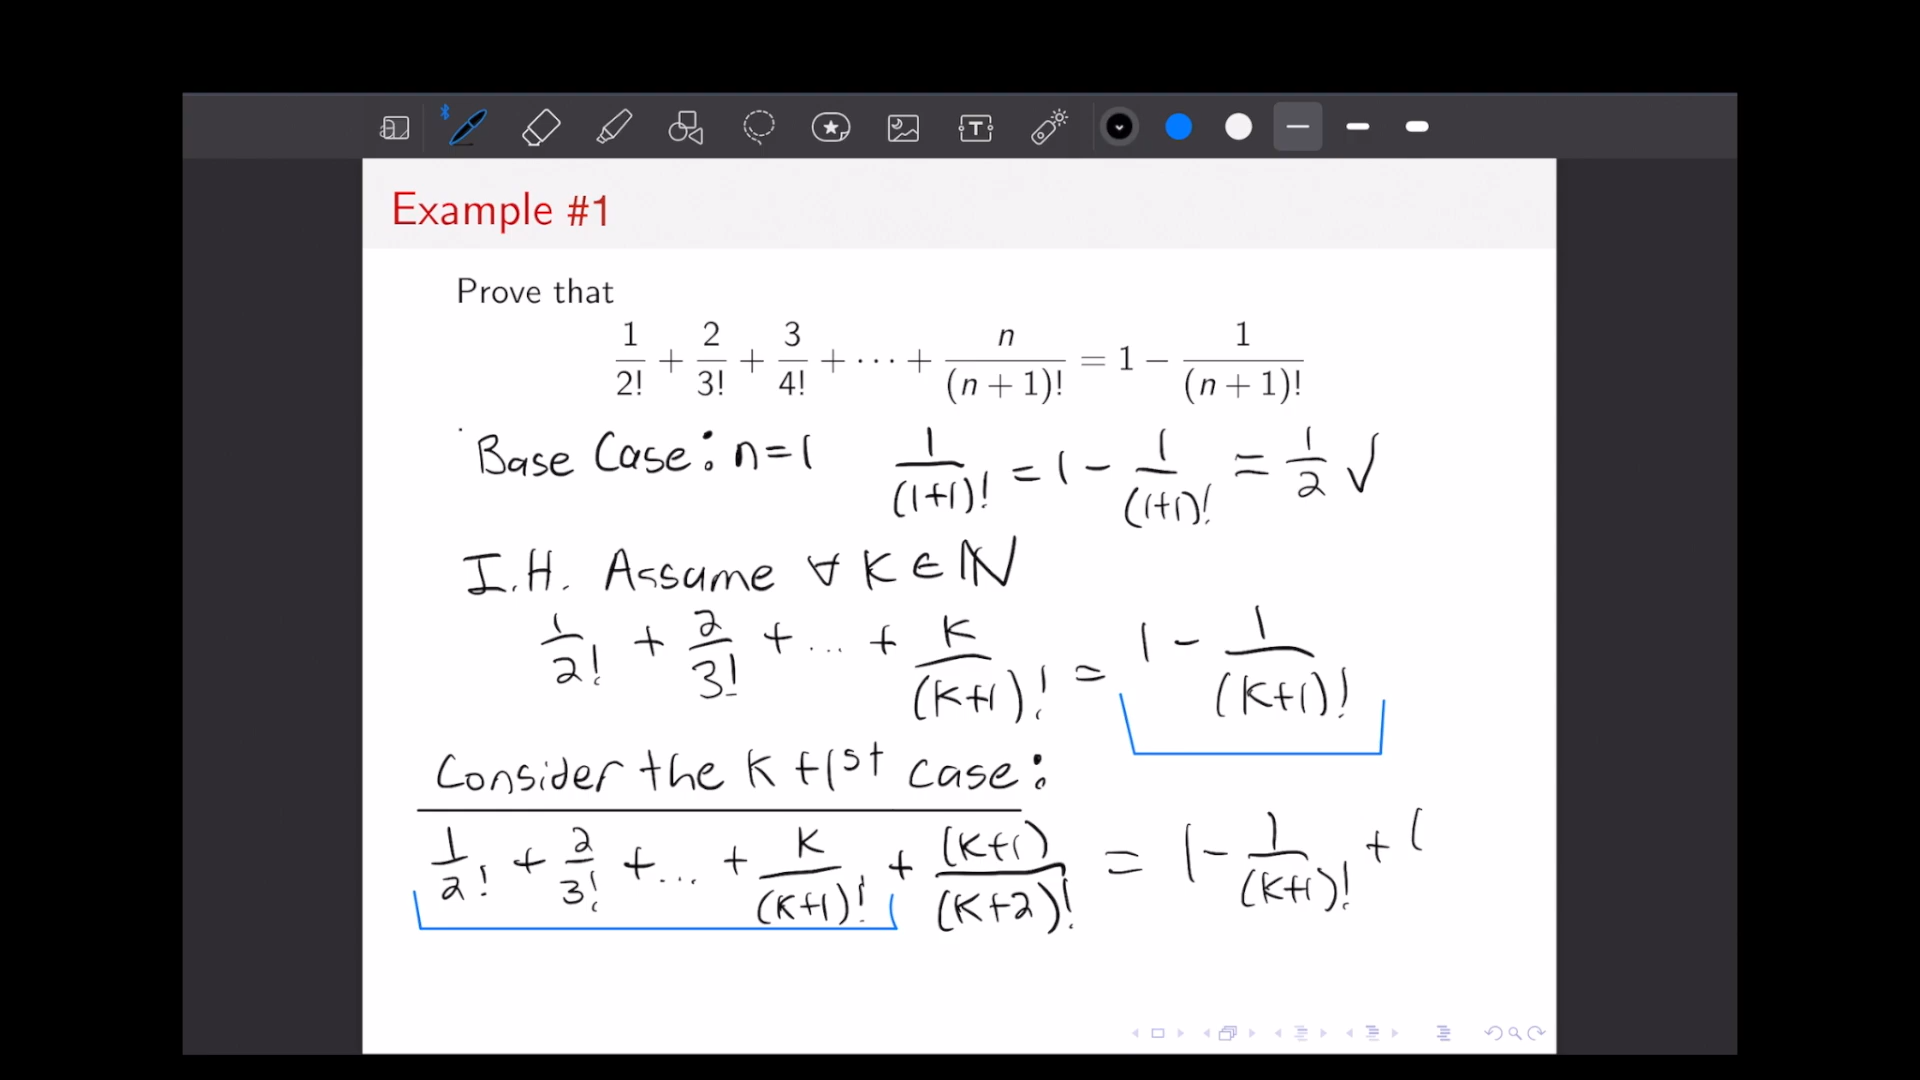 Example #1
Prove that
1/2! + 2/3! + 3/4! + ⋯ + n/(n + 1)! = 1 − 1/(n + 1)!
Base Case: n=1 1/(1+1)! = 1 − 1/(1+1)! = 1/2 ✓
I.H. Assume ∀ K ∈ ℕ
1/2! + 2/3! + ... + K/(K+1)! = 1 − 1/(K+1)!
Consider the K+1st case:
1/2! + 2/3! + ... + K/(K+1)! + (K+1)/(K+2)! = 1 − 1/(K+1)! + (